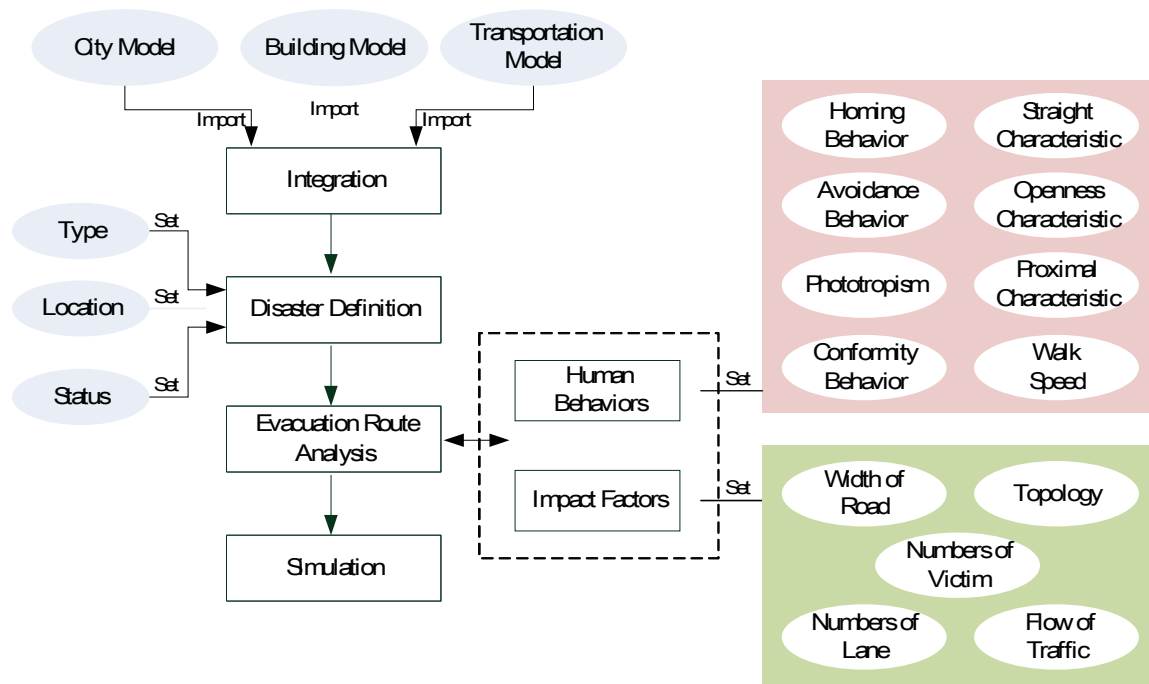 City Model
Building Model
Transportation
Model
Import
Import
Import
Integration
Type
Set
Location
Set
Status
Set
Disaster Definition
Evacuation Route
Analysis
Simulation
Human
Behaviors
Impact Factors
Set
Set
Homing
Behavior
Straight
Characteristic
Avoidance
Behavior
Openness
Characteristic
Phototropism
Proximal
Characteristic
Conformity
Behavior
Walk
Speed
Width of
Road
Topology
Numbers of
Victim
Numbers of
Lane
Flow of
Traffic